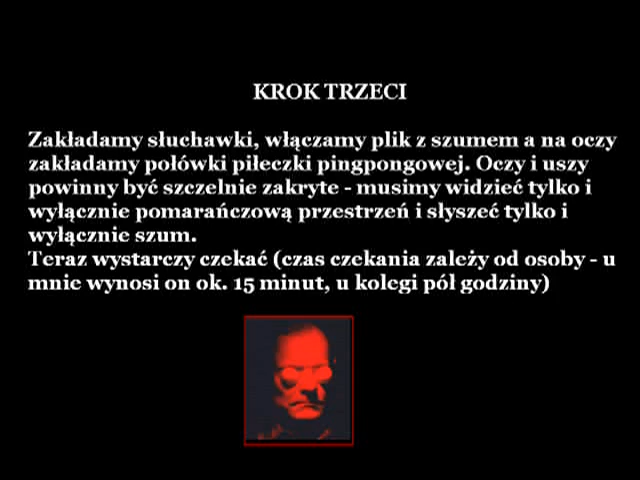 KROK TRZECI
Zakładamy słuchawki, włączamy plik z szumem a na oczy
zakładamy połówki piłeczki pingpongowej. Oczy i uszy
powinny być szczelnie zakryte - musimy widzieć tylko i
wyłącznie pomarańczową przestrzeń i słyszeć tylko i
wyłącznie szum.
Teraz wystarczy czekać (czas czekania zależy od osoby - u
mnie wynosi on ok. 15 minut, u kolegi pół godziny)